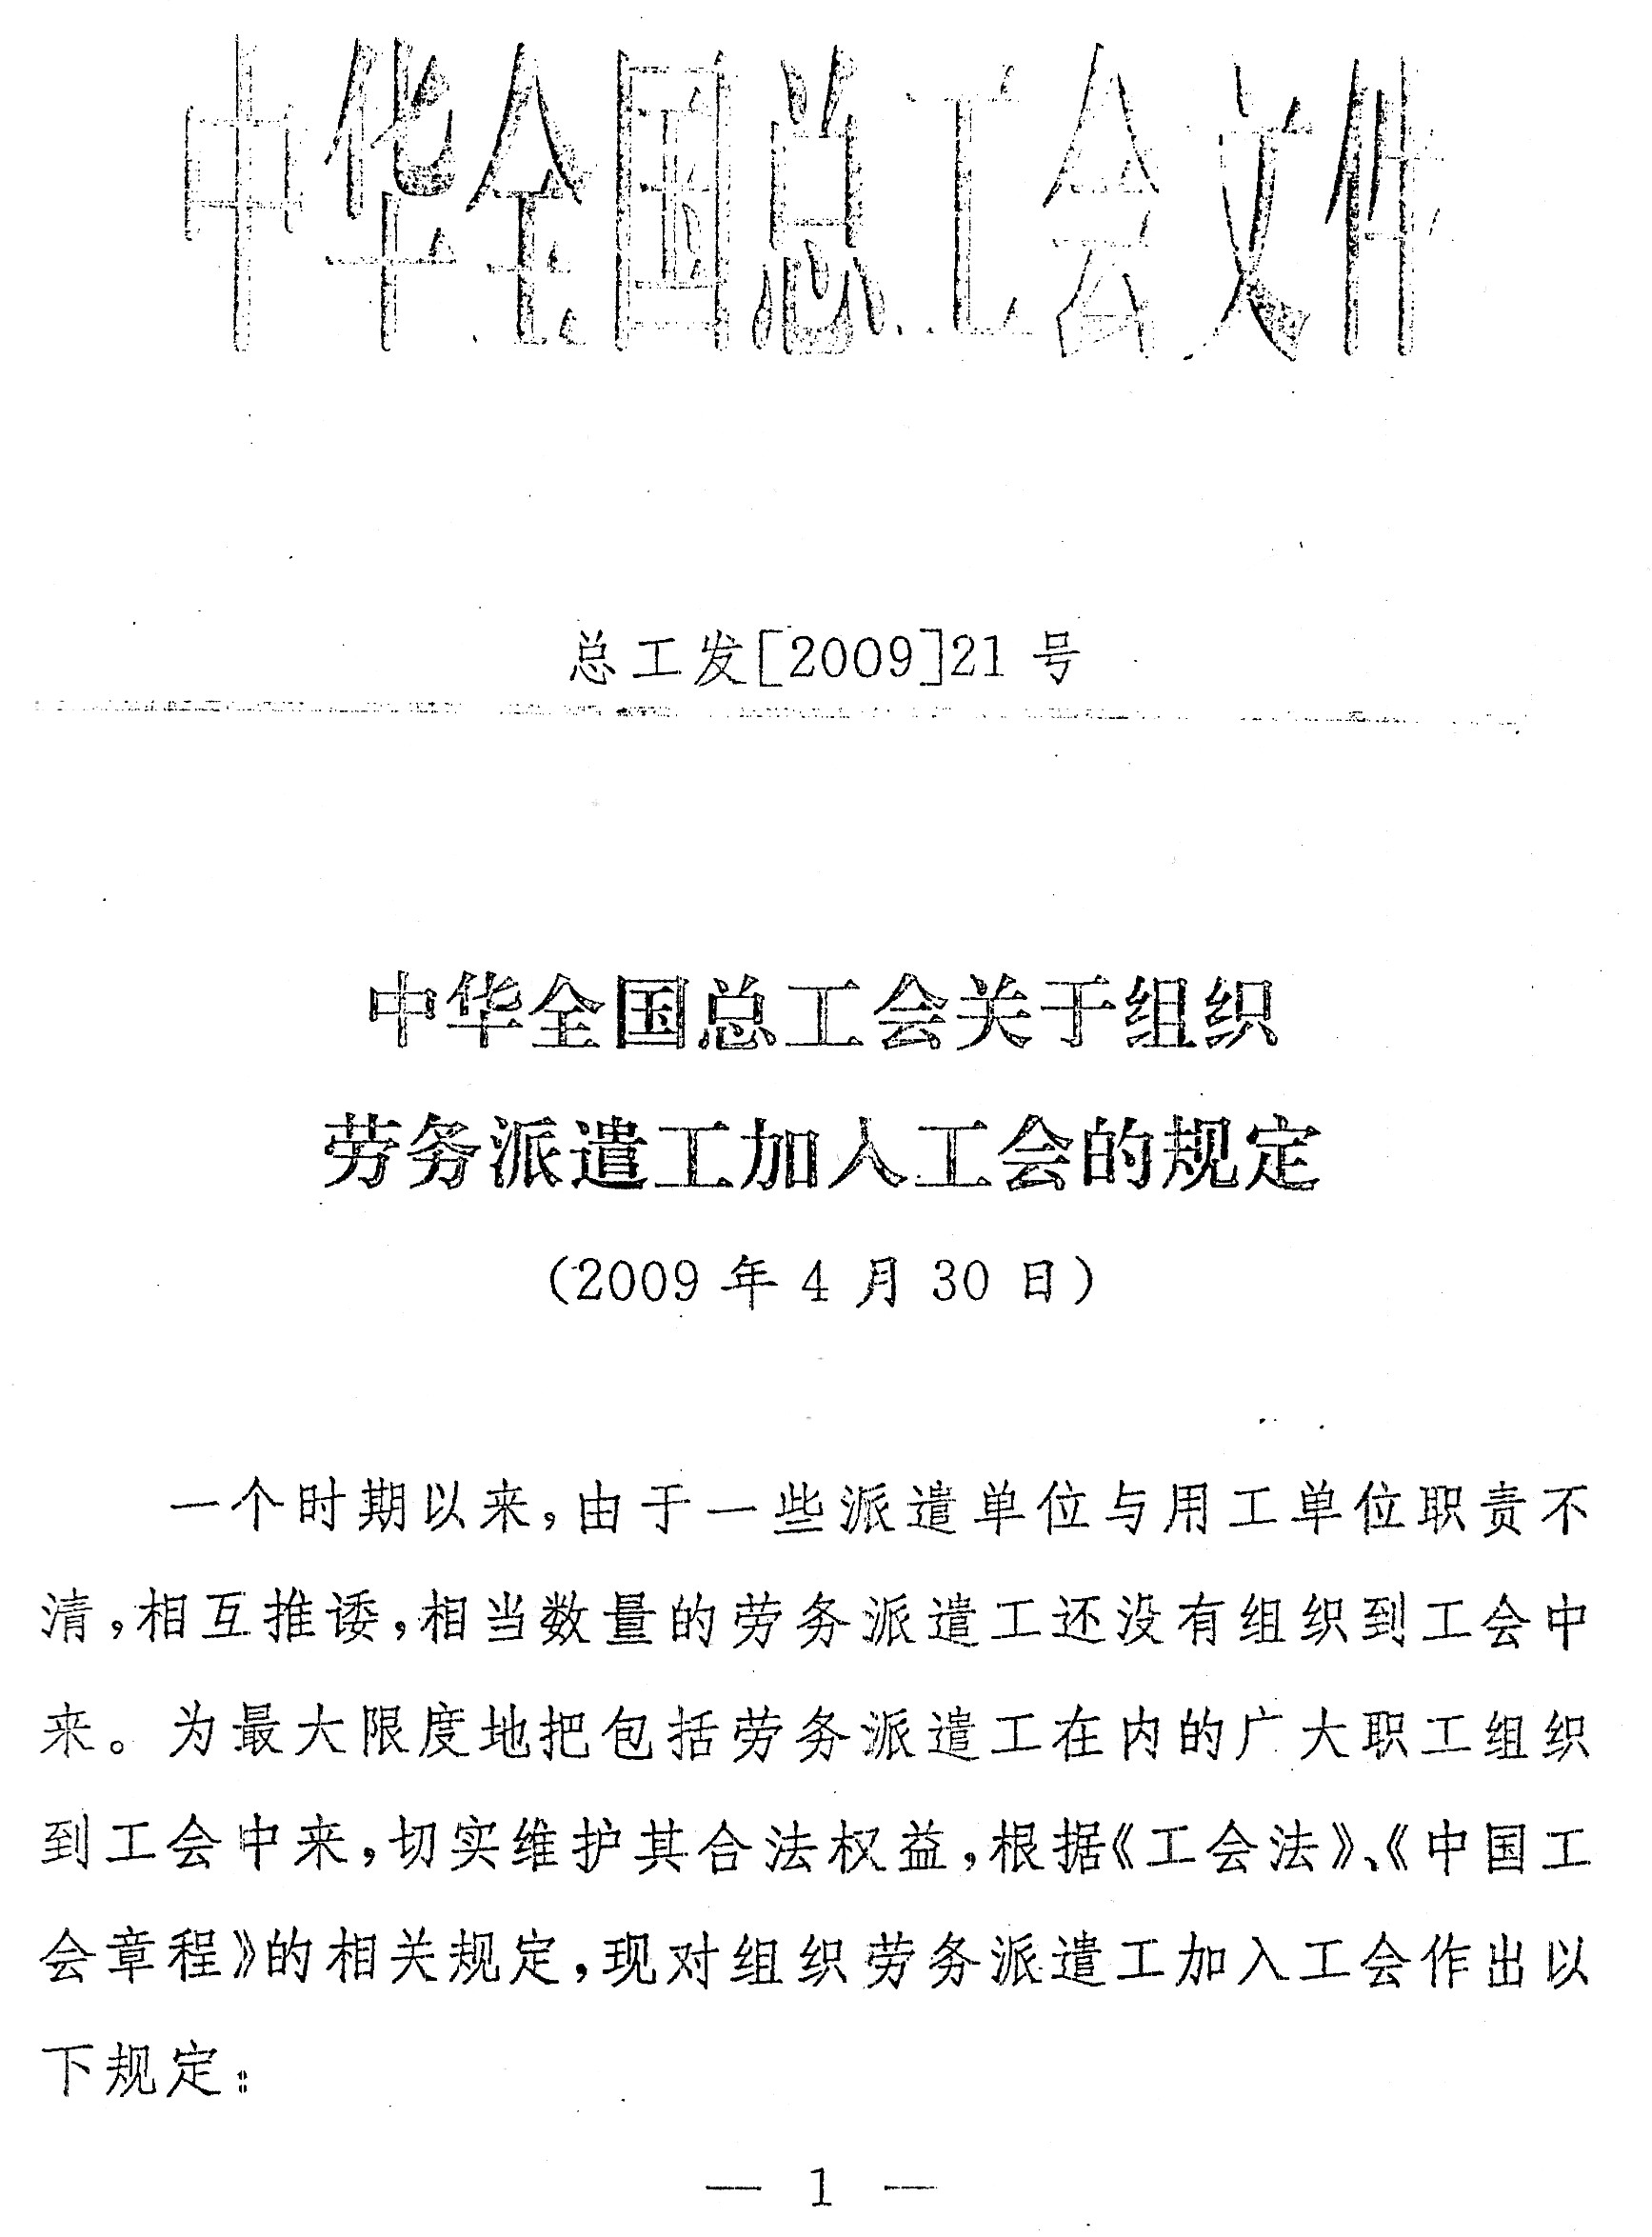 中华全国总工会文件
总工发[2009]21 号
中华全国总工会关于组织
劳务派遣工加入工会的规定
(2009 年 4 月 30 日)
一个时期以来,由于一些派遣单位与用工单位职责不
清,相互推诿,相当数量的劳务派遣工还没有组织到工会中
来。为最大限度地把包括劳务派遣工在内的广大职工组织
到工会中来,切实维护其合法权益,根据《工会法》、《中国工
会章程》的相关规定,现对组织劳务派遣工加入工会作出以
下规定:
— 1 —